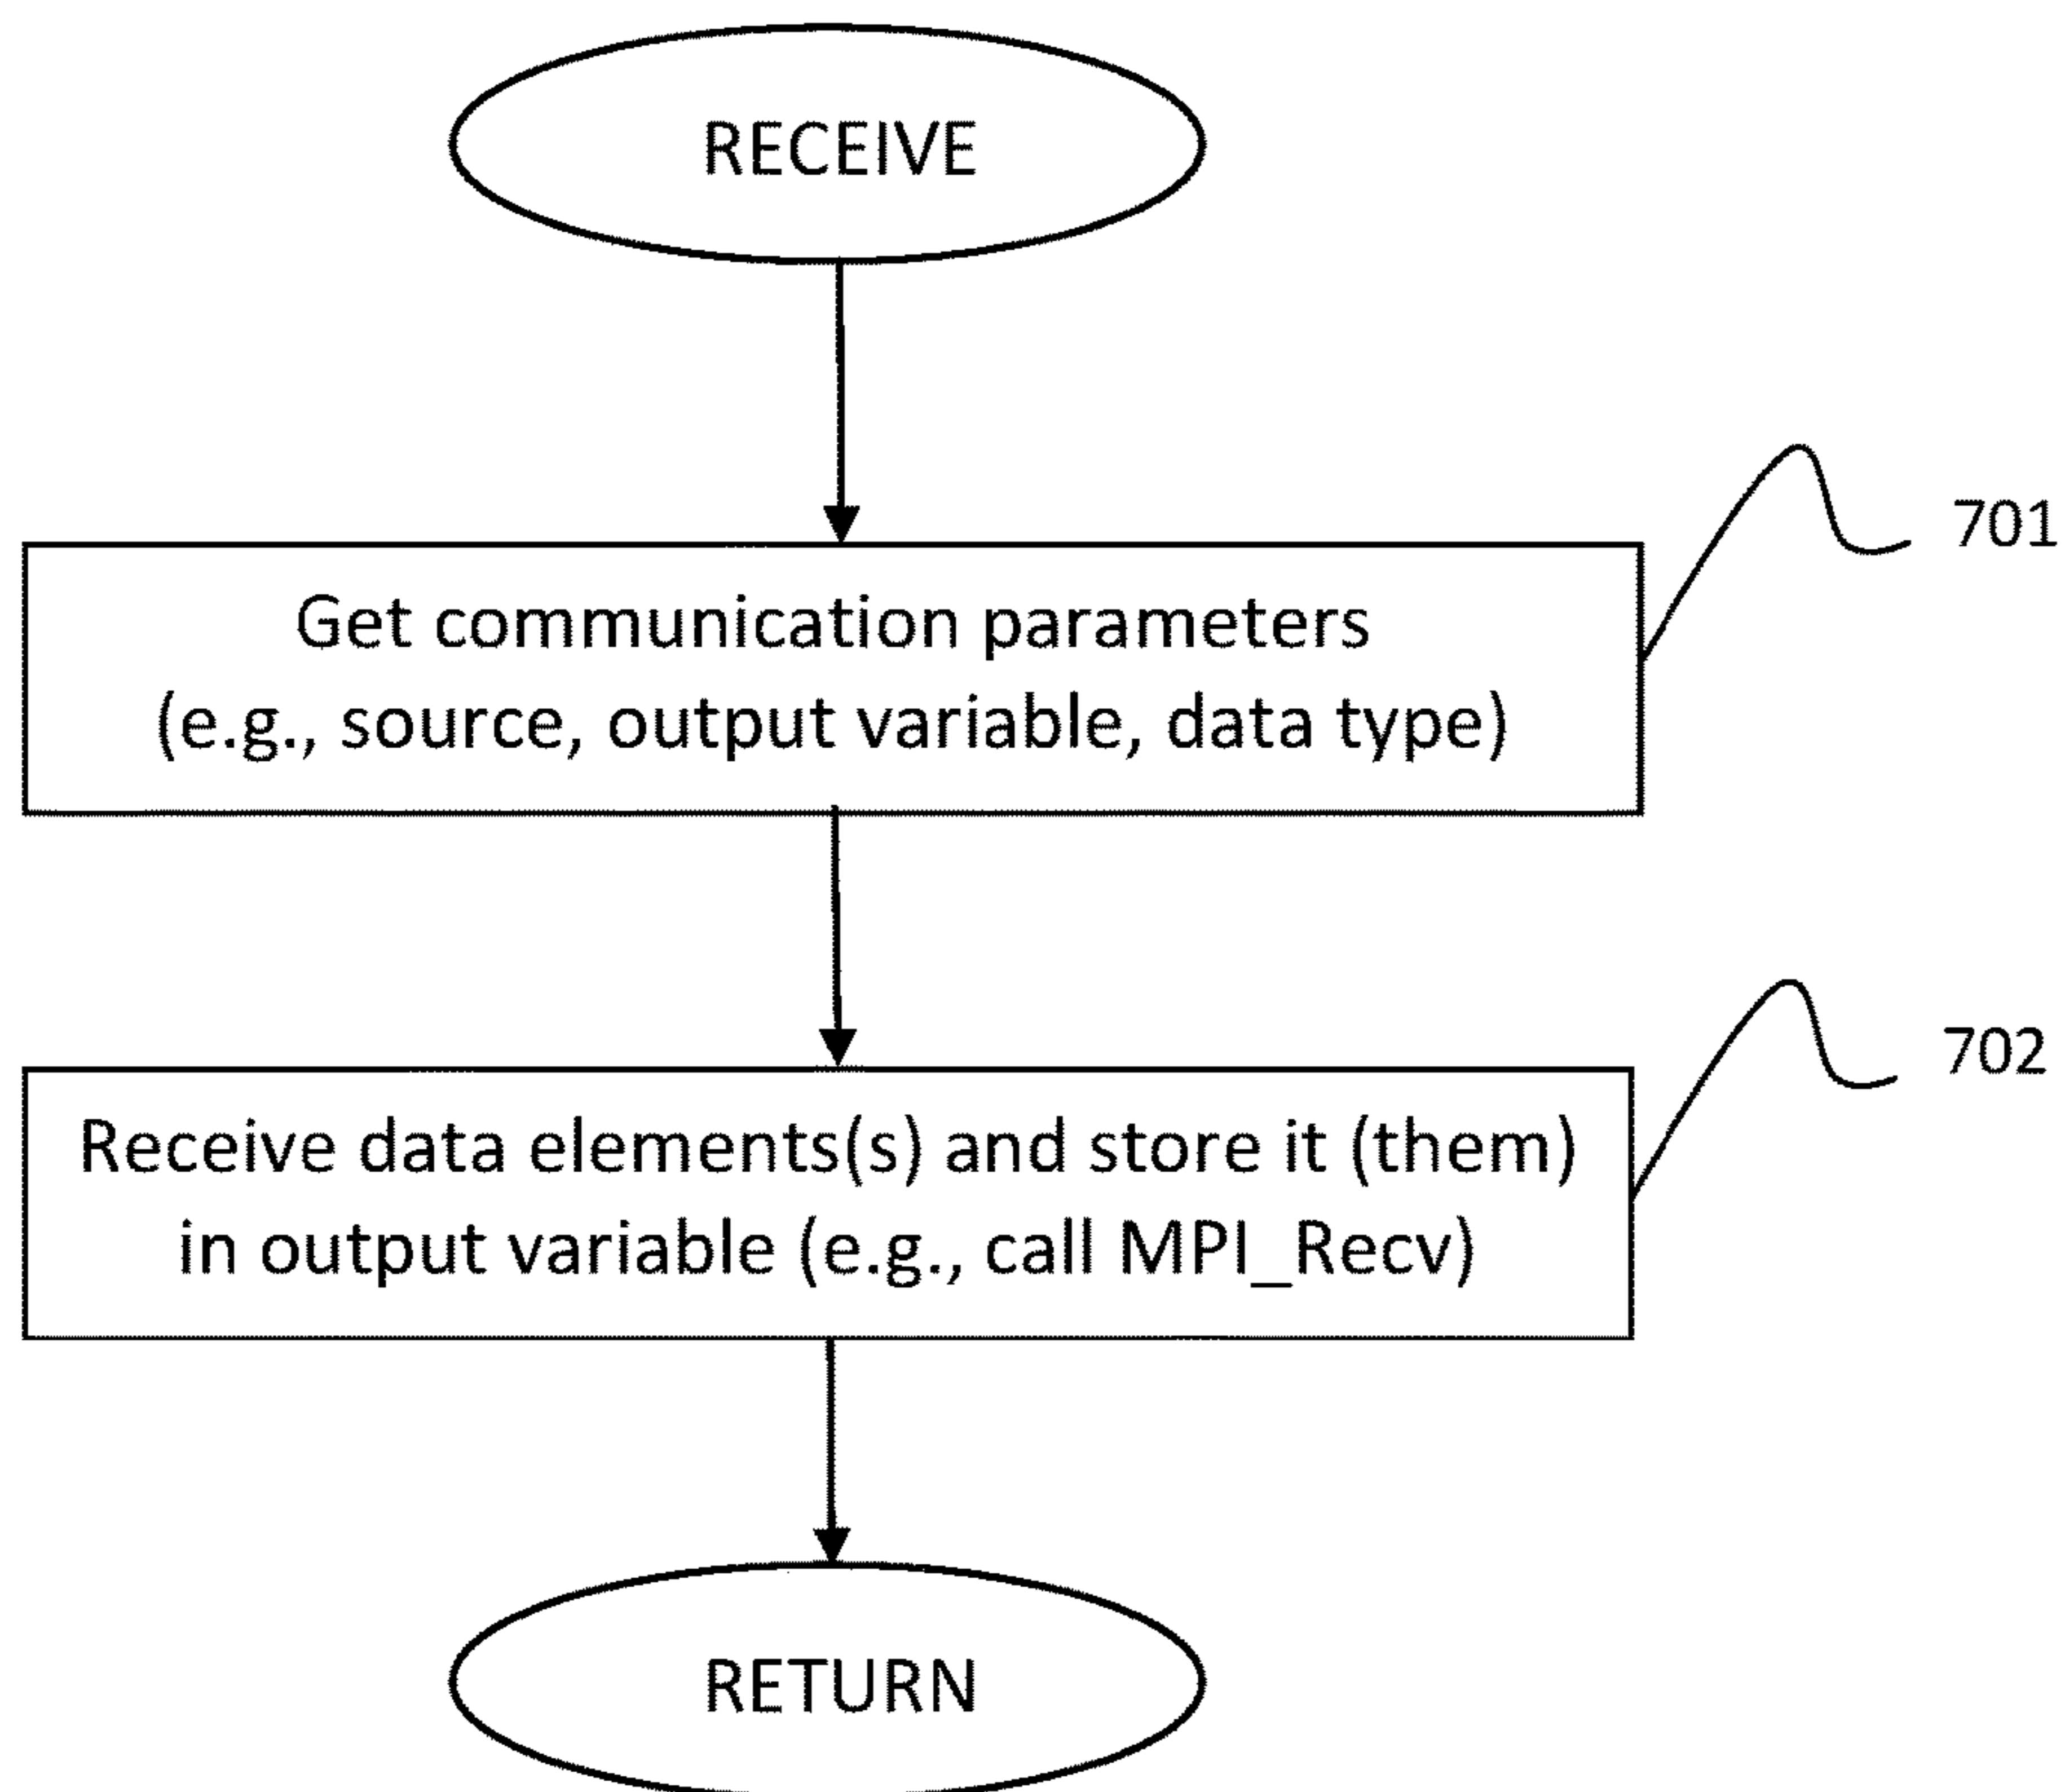 RECEIVE
701
Get communication parameters
(e.g., source, output variable, data type)
702
Receive data elements(s) and store it (them)
in output variable (e.g., call MPI_Recv)
RETURN